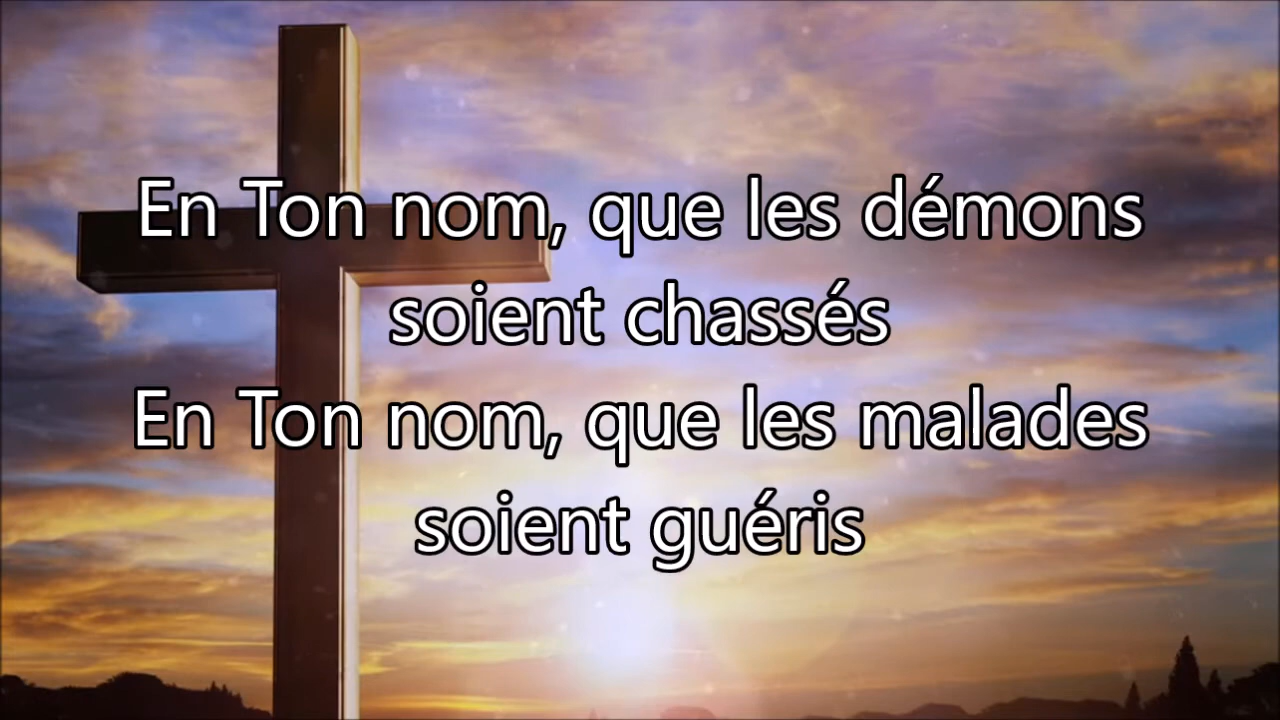 En Ton nom, que les démons
soient chassés
En Ton nom, que les malades
soient guéris